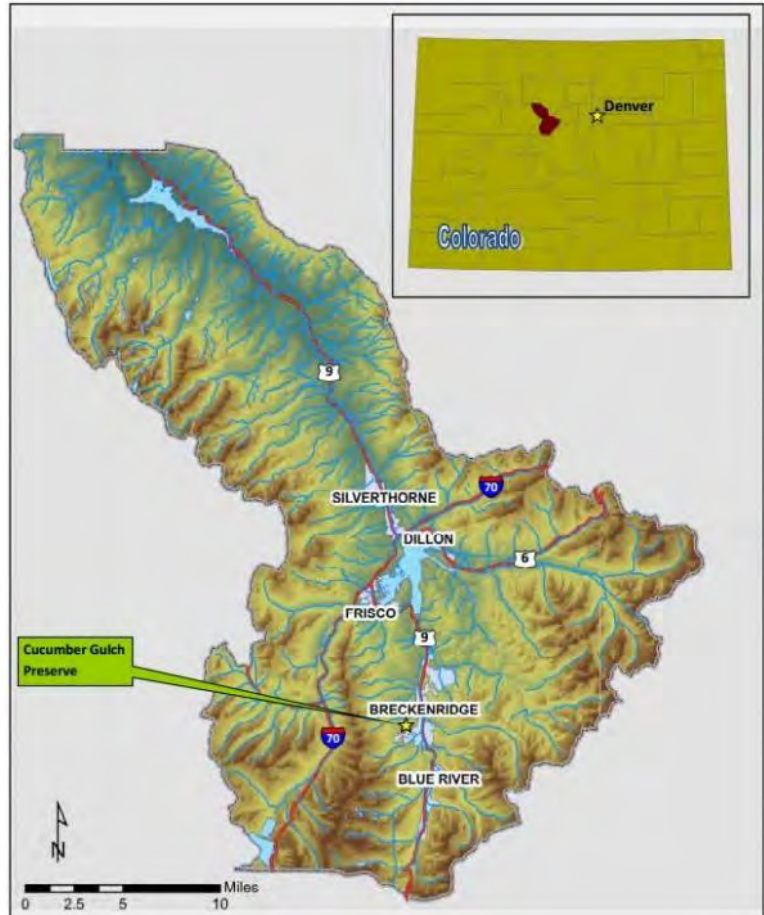 Denver
Colorado
9
SILVERTHORNE
70
DILLON
6
FRISCO
9
Cucumber Gulch
Preserve
BRECKENRIDGE
70
BLUE RIVER
N
Miles
0 2.5 5 10